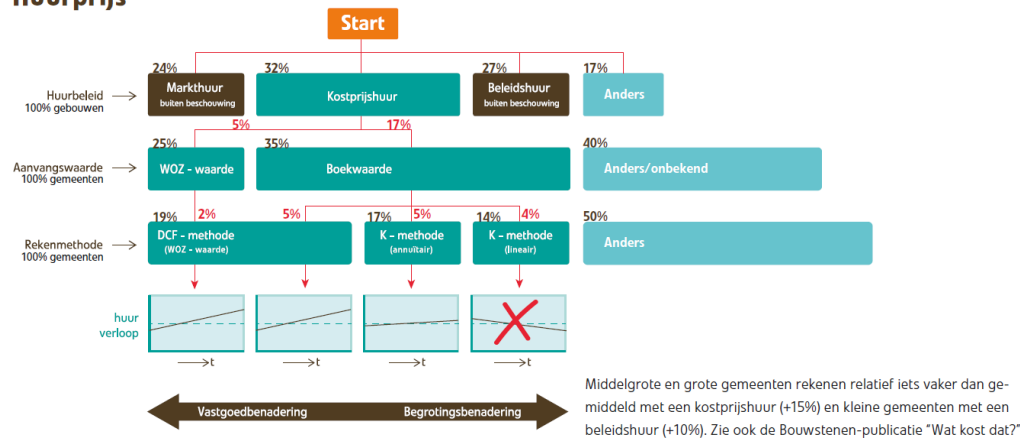 Start
24%
32%
27%
17%
Huurbeleid
100% gebouwen
Markthuur
buiten beschouwing
Kostprijshuur
Beleidshuur
buiten beschouwing
Anders
5%
17%
25%
35%
40%
Aanvangswaarde
100% gemeenten
WOZ - waarde
Boekwaarde
Anders/onbekend
19%
2%
5%
17%
5%
14%
4%
50%
Rekenmethode
100% gemeenten
DCF - methode
(WOZ - waarde)
K - methode
(annuïtair)
K - methode
(lineair)
Anders
huur
verloop
t
t
t
t
Vastgoedbenadering
Begrotingsbenadering
Middelgrote en grote gemeenten rekenen relatief iets vaker dan ge-
middeld met een kostprijshuur (+15%) en kleine gemeenten met een
beleidshuur (+10%). Zie ook de Bouwstenen-publicatie "Wat kost dat?"